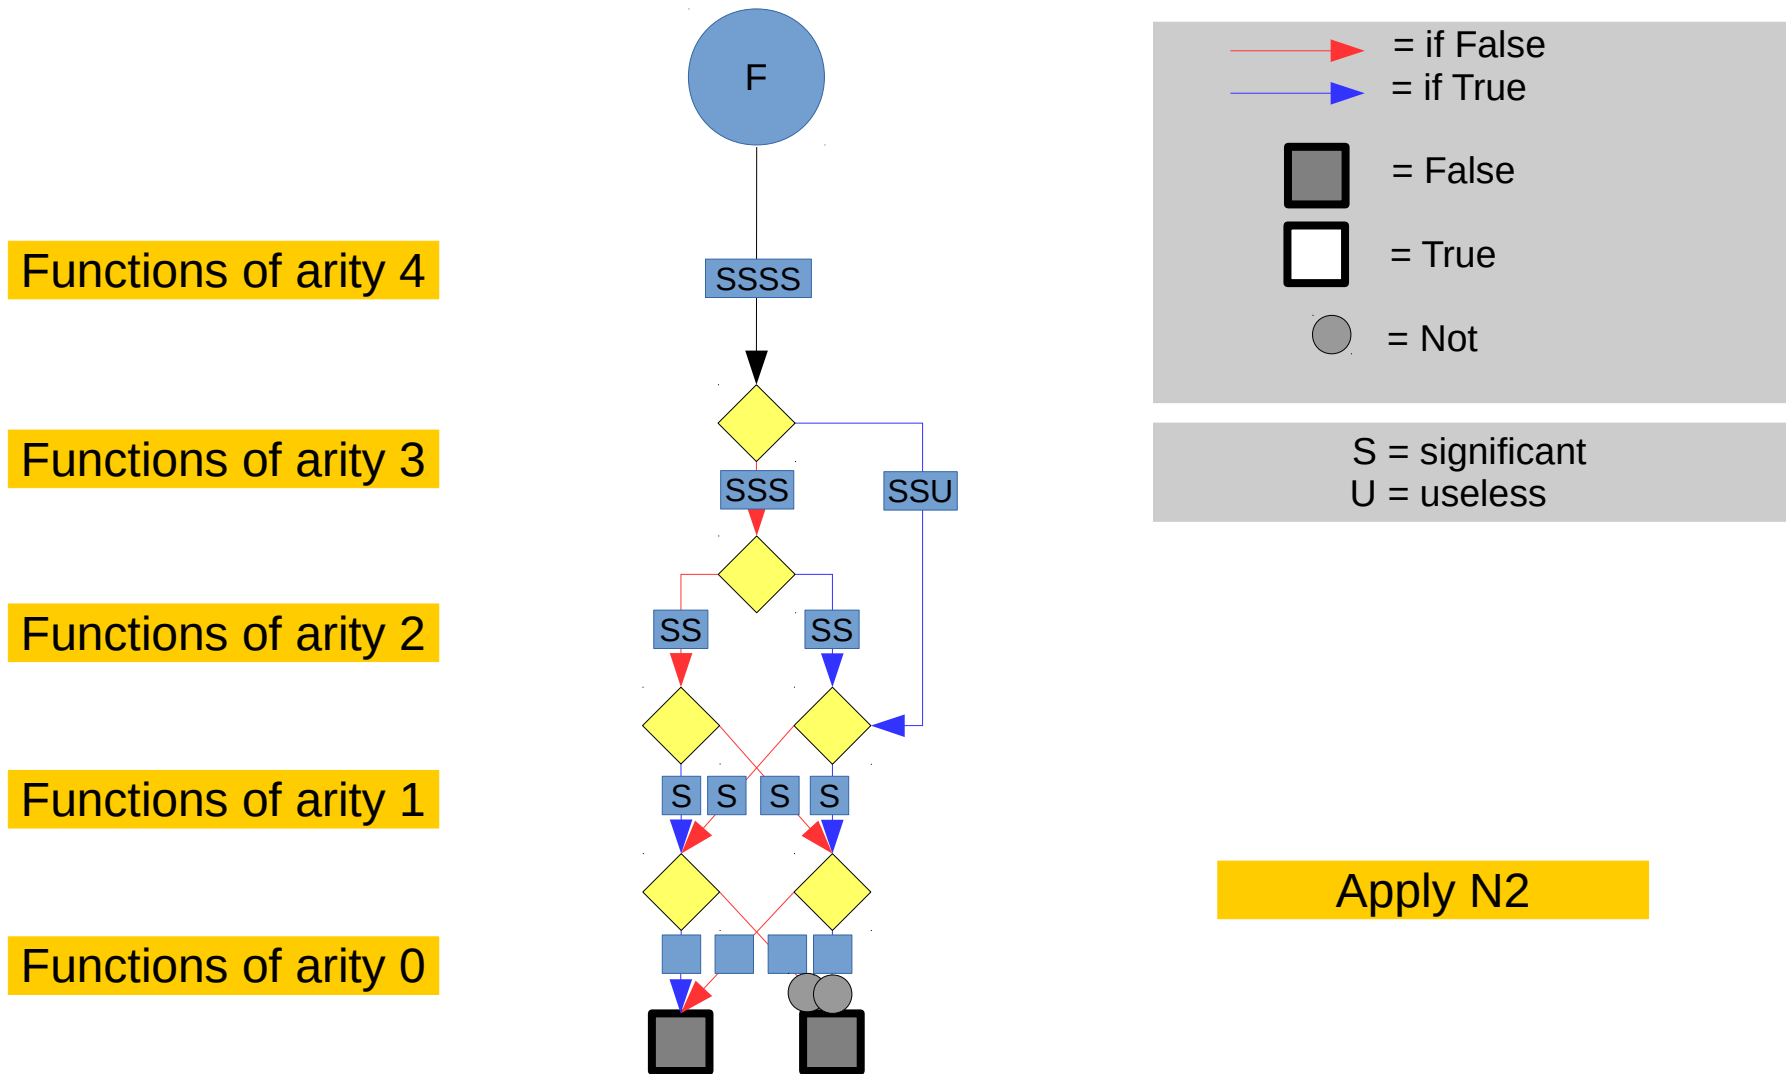 F
= if False
= if True
= False
= True
= Not
Functions of arity 4
SSSS
Functions of arity 3
SSS
SSU
S = significant
U = useless
Functions of arity 2
SS
SS
Functions of arity 1
S
S
S
S
Apply N2
Functions of arity 0